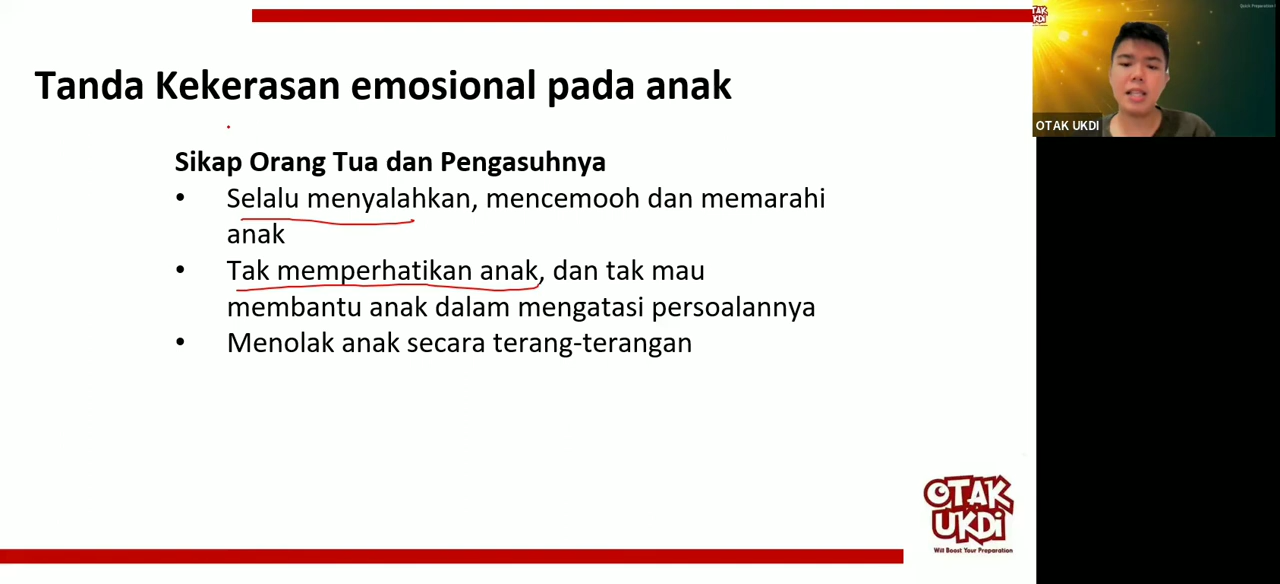 Tanda Kekerasan emosional pada anak
Sikap Orang Tua dan Pengasuhnya
• Selalu menyalahkan, mencemooh dan memarahi
anak
• Tak memperhatikan anak, dan tak mau
membantu anak dalam mengatasi persoalannya
• Menolak anak secara terang-terangan
OTAK UKDI
OTAK
UKDi
Will Boost Your Preparation